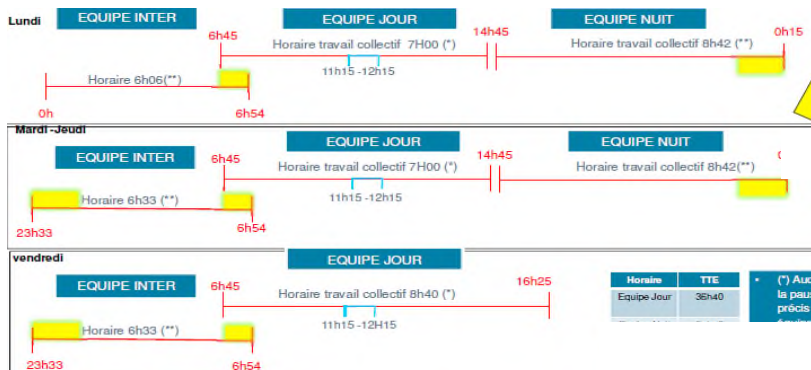 Lundi
EQUIPE INTER
EQUIPE JOUR
EQUIPE NUIT
6h45
14h45
0h15
Horaire travail collectif 7H00 (*)
Horaire travail collectif 8h42 (**)
11h15 -12h15
Horaire 6h06(**)
0h
6h54
Mardi -Jeudi
EQUIPE INTER
EQUIPE JOUR
EQUIPE NUIT
6h45
14h45
Horaire travail collectif 7H00 (*)
Horaire travail collectif 8h42(**)
11h15 -12h15
Horaire 6h33 (**)
23h33
6h54
vendredi
EQUIPE INTER
EQUIPE JOUR
6h45
16h25
Horaire travail collectif 8h40 (*)
11h15 -12H15
Horaire 6h33 (**)
23h33
6h54
Horaire TTE
Equipe Jour 36h40
• (*) Auc
la paus
précis